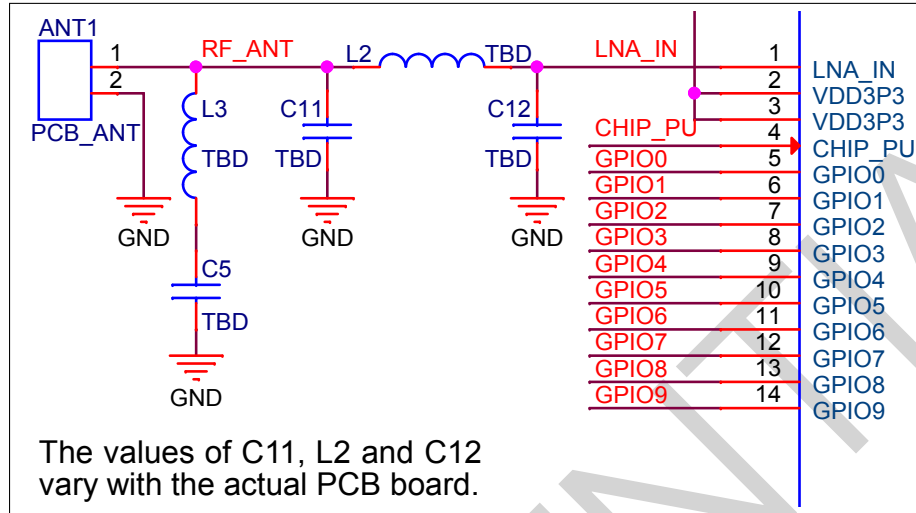 ANT1
1
2
PCB_ANT
RF_ANT
L2
TBD
LNA_IN
L3
TBD
C11
TBD
C12
TBD
GND
GND
GND
C5
TBD
GND
CHIP_PU
GPIO0
GPIO1
GPIO2
GPIO3
GPIO4
GPIO5
GPIO6
GPIO7
GPIO8
GPIO9
1
2
3
4
5
6
7
8
9
10
11
12
13
14
LNA_IN
VDD3P3
VDD3P3
CHIP_PU
GPIO0
GPIO1
GPIO2
GPIO3
GPIO4
GPIO5
GPIO6
GPIO7
GPIO8
GPIO9
The values of C11, L2 and C12
vary with the actual PCB board.